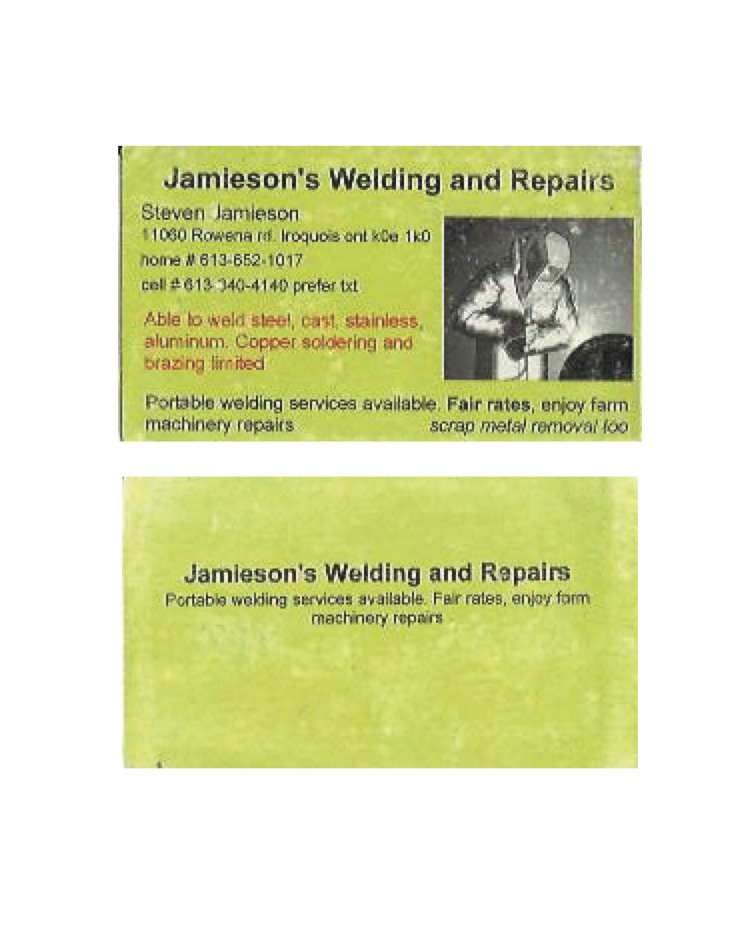 Jamieson's Welding and Repairs
Steven Jamieson
11060 Rowena rd. Iroquois ont k0e 1k0
home # 613-652-1017
cell # 613-340-4140 prefer txt
Able to weld steel, cast, stainless,
aluminum. Copper soldering and
brazing limited
Portable welding services available. Fair rates, enjoy farm
machinery repairs
scrap metal removal too
Jamieson's Welding and Repairs
Portable welding services available. Fair rates, enjoy farm
machinery repairs